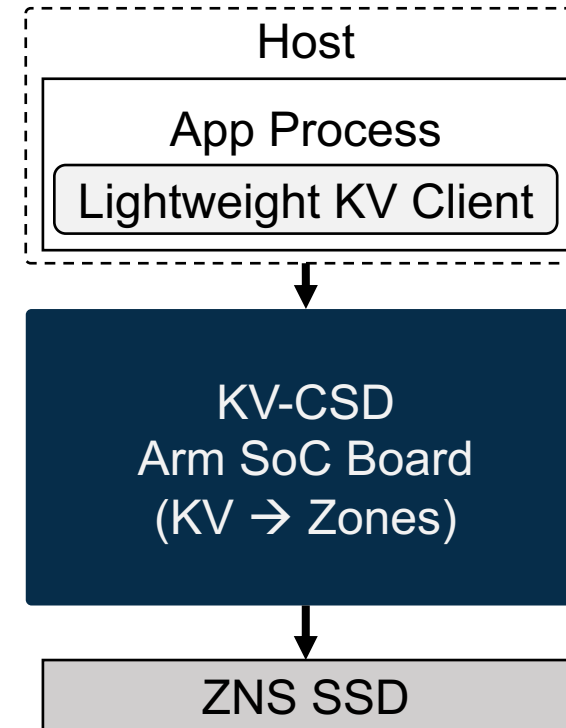 Host
App Process
Lightweight KV Client
KV-CSD
Arm SoC Board
(KV → Zones)
ZNS SSD